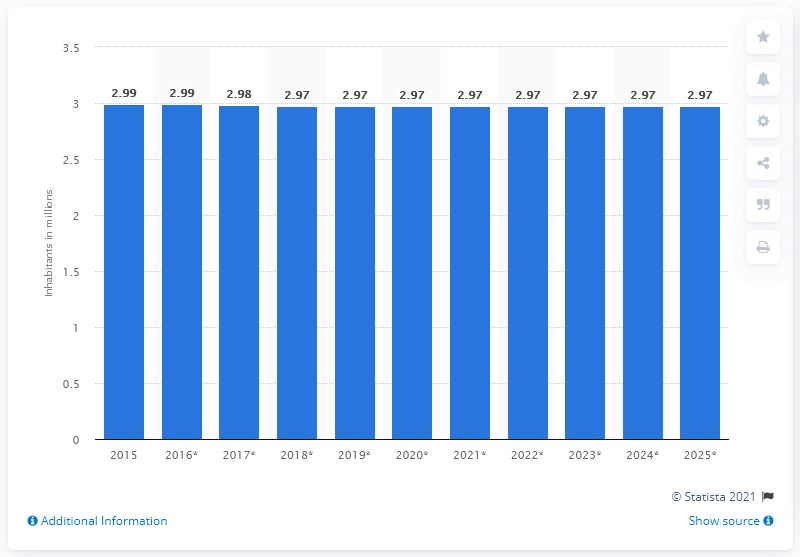 3.5
3
2.5
2
1.5
1
0.5
0
Inhabitants in millions
2.99 2.99 2.98 2.97 2.97 2.97 2.97 2.97 2.97 2.97 2.97
2015 2016* 2017* 2018* 2019* 2020* 2021* 2022* 2023* 2024* 2025*
© Statista 2021
Additional Information
Show source